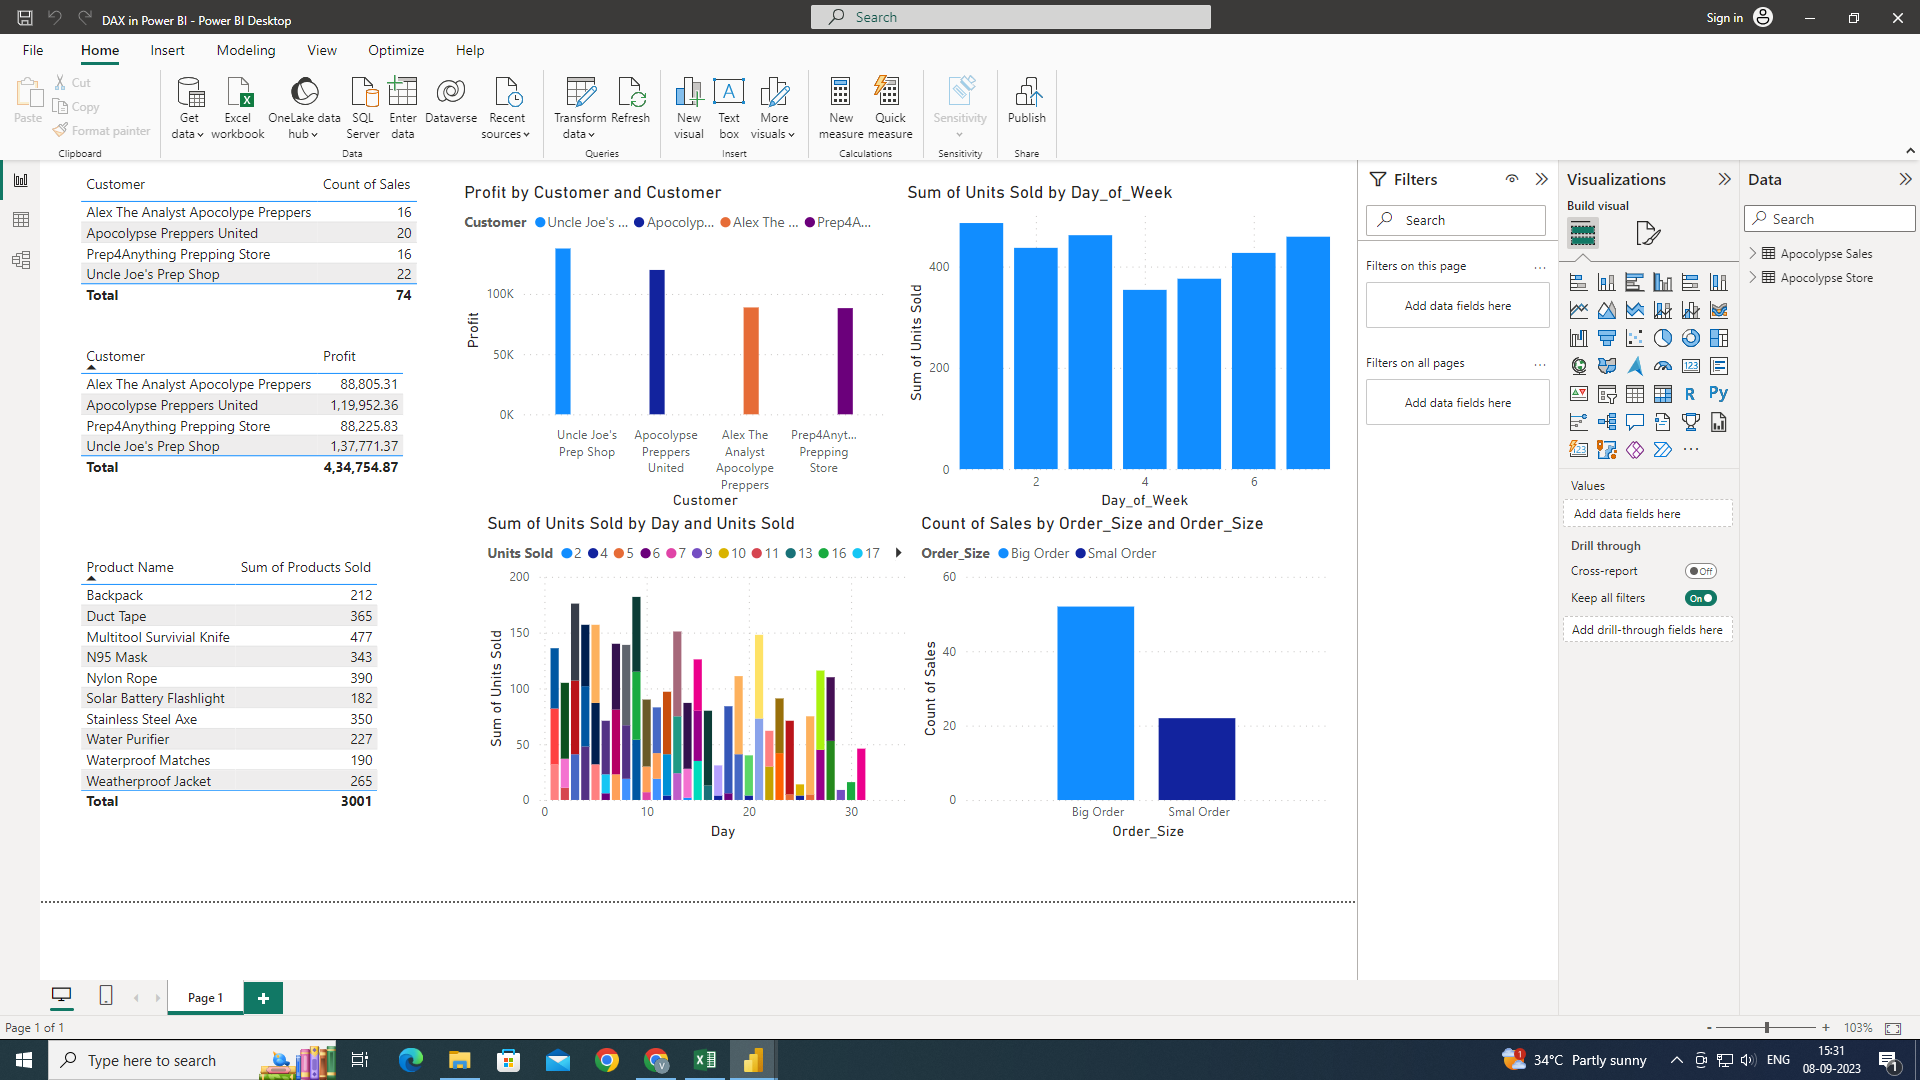 DAX in Power BI - Power BI Desktop
Search
Sign in
File Home Insert Modeling View Optimize Help
Paste
Cut
Copy
Format painter
Clipboard
Get data
Excel workbook
OneLake data hub
SQL Server
Enter data
Dataverse
Recent sources
Data
Transform data
Refresh
Queries
New visual
Text box
More visuals
Insert
New measure
Quick measure
Calculations
Sensitivity
Sensitivity
Publish
Share
Customer Count of Sales
Alex The Analyst Apocolype Preppers 16
Apocolypse Preppers United 20
Prep4Anything Prepping Store 16
Uncle Joe's Prep Shop 22
Total 74
Customer Profit
Alex The Analyst Apocolype Preppers 88,805.31
Apocolypse Preppers United 1,19,952.36
Prep4Anything Prepping Store 88,225.83
Uncle Joe's Prep Shop 1,37,771.37
Total 4,34,754.87
Product Name Sum of Products Sold
Backpack 212
Duct Tape 365
Multitool Survivial Knife 477
N95 Mask 343
Nylon Rope 390
Solar Battery Flashlight 182
Stainless Steel Axe 350
Water Purifier 227
Waterproof Matches 190
Weatherproof Jacket 265
Total 3001
Profit by Customer and Customer
Customer Uncle Joe's ... Apocolyp... Alex The ... Prep4A...
Profit
100K
50K
0K
Uncle Joe's Prep Shop
Apocolypse Preppers United
Alex The Analyst Apocolype Preppers
Prep4Anyt... Prepping Store
Customer
Sum of Units Sold by Day_of_Week
Sum of Units Sold
400
200
0
2 4 6
Day_of_Week
Sum of Units Sold by Day and Units Sold
Units Sold 2 4 5 6 7 9 10 11 13 16 17
Sum of Units Sold
200
150
100
50
0
0 10 20 30
Day
Count of Sales by Order_Size and Order_Size
Order_Size Big Order Smal Order
Count of Sales
60
40
20
0
Big Order Smal Order
Order_Size
Filters
Search
Filters on this page ...
Add data fields here
Filters on all pages ...
Add data fields here
Visualizations
Build visual
123
R
Py
123
...
Values
Add data fields here
Drill through
Cross-report Off
Keep all filters On
Add drill-through fields here
Data
Search
Apocolypse Sales
Apocolypse Store
Page 1
+
Page 1 of 1
- + 103%
Type here to search
34°C Partly sunny
ENG
15:31
08-09-2023
1